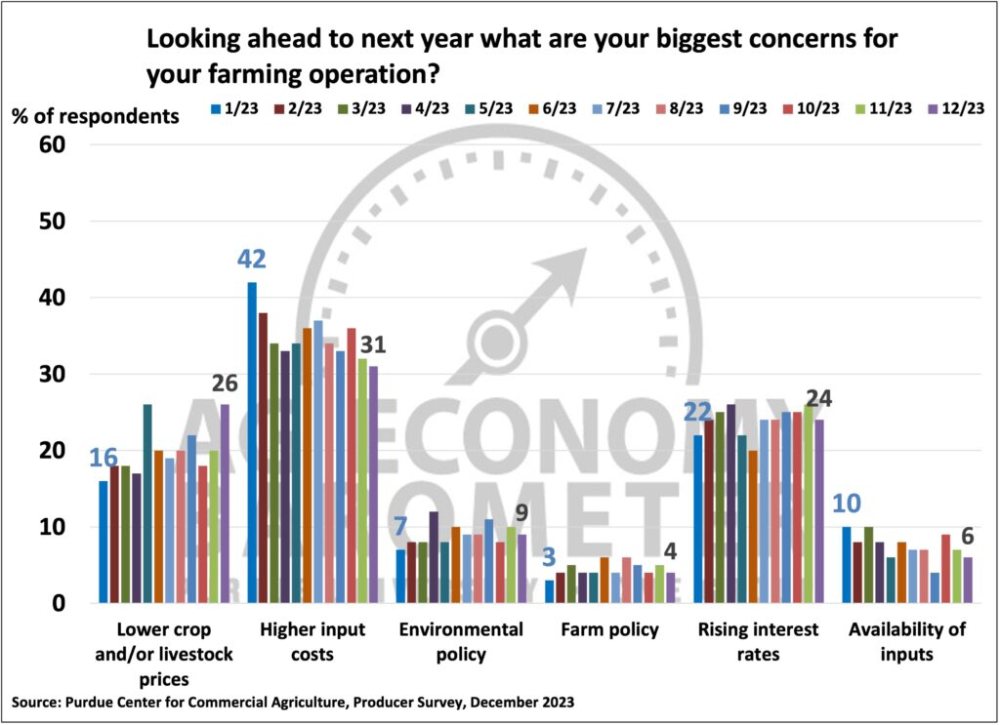 Looking ahead to next year what are your biggest concerns for
your farming operation?
% of respondents
1/23 2/23 3/23 4/23 5/23 6/23 7/23 8/23 9/23 10/23 11/23 12/23
60
50
40
30
20
10
0
16
26
42
31
7
9
3
4
22
24
10
6
AG ECONOMY
BAROMETER
Lower crop
and/or livestock
prices
Higher input
costs
Environmental
policy
Farm policy
Rising interest
rates
Availability of
inputs
Source: Purdue Center for Commercial Agriculture, Producer Survey, December 2023